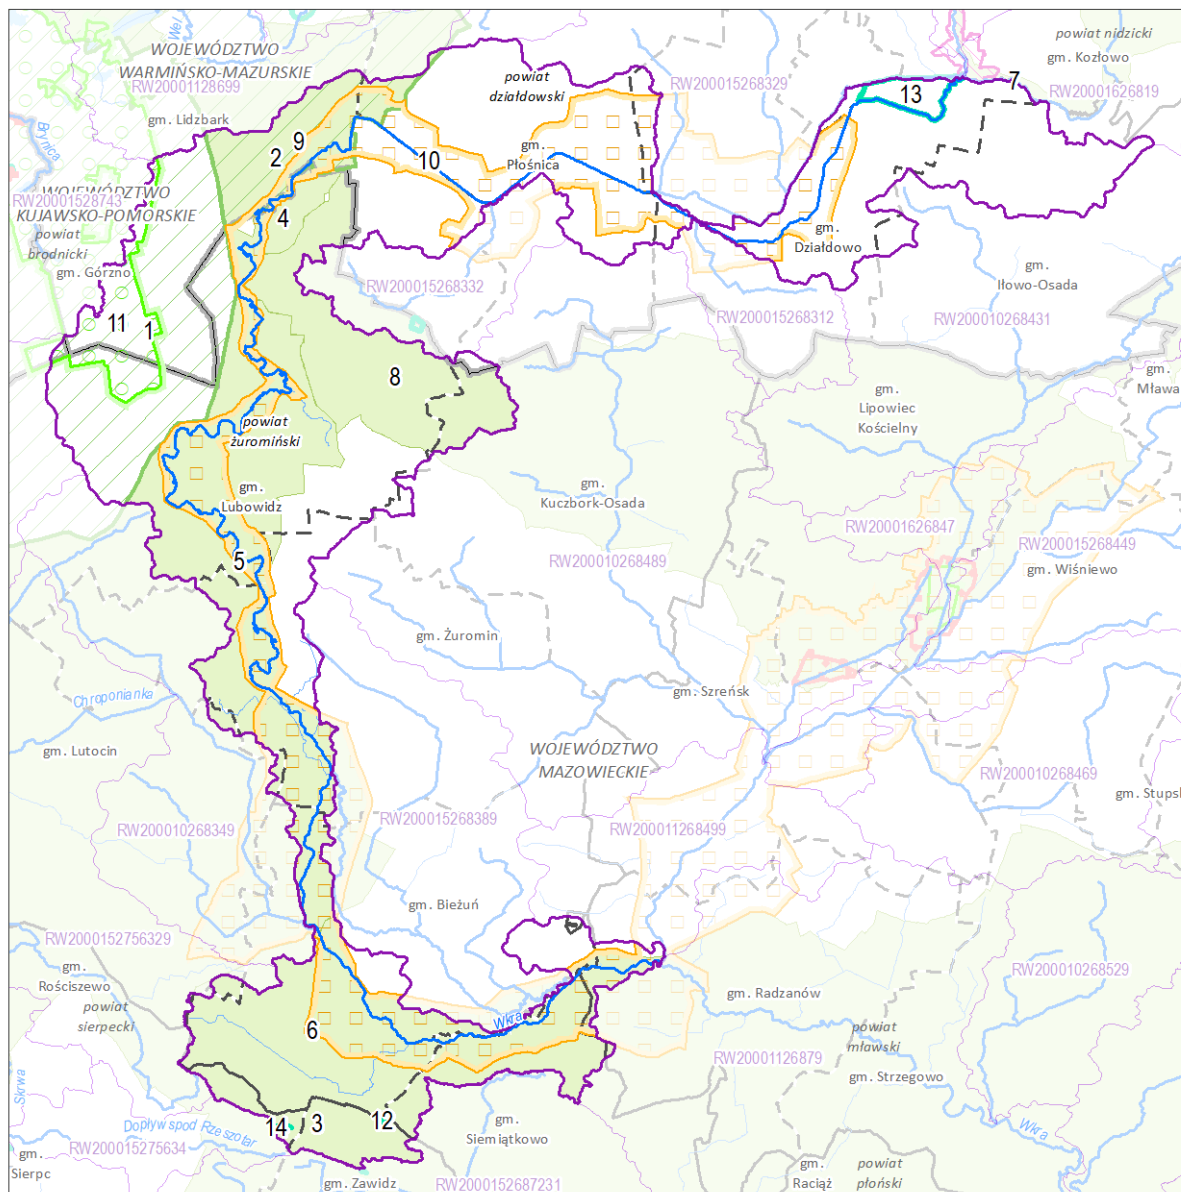 WOJEWÓDZTWO
WARMIŃSKO-MAZURSKIE
RW20001128699
gm. Lidzbark
Wel
Brynica
powiat
działdowski
RW200015268329
powiat nidzicki
gm. Kozłowo
RW20001626819
7
13
2
9
10
gm.
Płośnica
4
WOJEWÓDZTWO
KUJAWSKO-POMORSKIE
RW20001528743
powiat
brodnicki
gm. Górzno
gm.
Działdowo
gm.
Iłowo-Osada
RW200015268332
RW200015268312
RW200010268431
11
1
8
gm.
Mława
gm.
Lipowiec
Kościelny
powiat
żuromiński
gm.
Lubowidz
gm.
Kuczbork-Osada
RW20001626847
RW200015268449
gm. Wiśniewo
RW200010268489
5
gm. Żuromin
gm. Szreńsk
Chroponianka
gm. Lutocin
WOJEWÓDZTWO
MAZOWIECKIE
RW200010268469
gm. Stupsk
RW200010268349
RW200015268389
RW200011268499
gm. Bieżuń
RW2000152756329
gm.
Rościszewo
powiat
sierpecki
RW200010268529
gm. Radzanów
Wkra
6
powiat
mławski
RW20001126879
gm. Strzegowo
Skrwa
14
3
12
Dopływ spod Rzeszotar
RW200015275634
gm.
Siemiątkowo
Wkra
gm.
Sierpc
gm. Zawidz
RW2000152687231
gm.
Raciąż
powiat
płoński